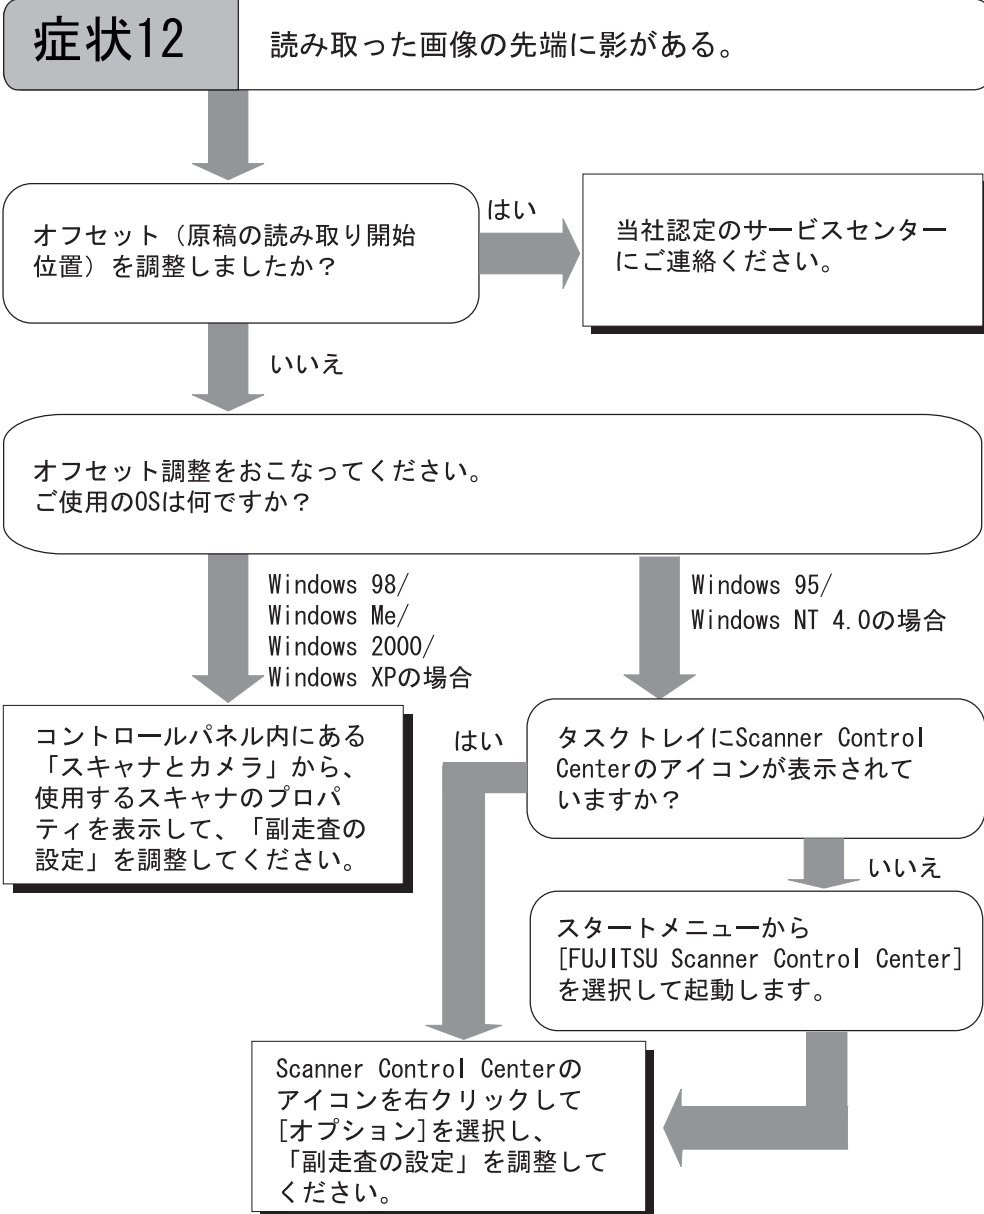 症状12
読み取った画像の先端に影がある。
オフセット（原稿の読み取り開始
位置）を調整しましたか？
はい
当社認定のサービスセンター
にご連絡ください。
いいえ
オフセット調整をおこなってください。
ご使用のOSは何ですか？
Windows 98/
Windows Me/
Windows 2000/
Windows XPの場合
Windows 95/
Windows NT 4.0の場合
コントロールパネル内にある
「スキャナとカメラ」から、
使用するスキャナのプロパ
ティを表示して、「副走査の
設定」を調整してください。
はい
タスクトレイにScanner Control
Centerのアイコンが表示されて
いますか？
いいえ
スタートメニューから
[FUJITSU Scanner Control Center]
を選択して起動します。
Scanner Control Centerの
アイコンを右クリックして
[オプション]を選択し、
「副走査の設定」を調整して
ください。